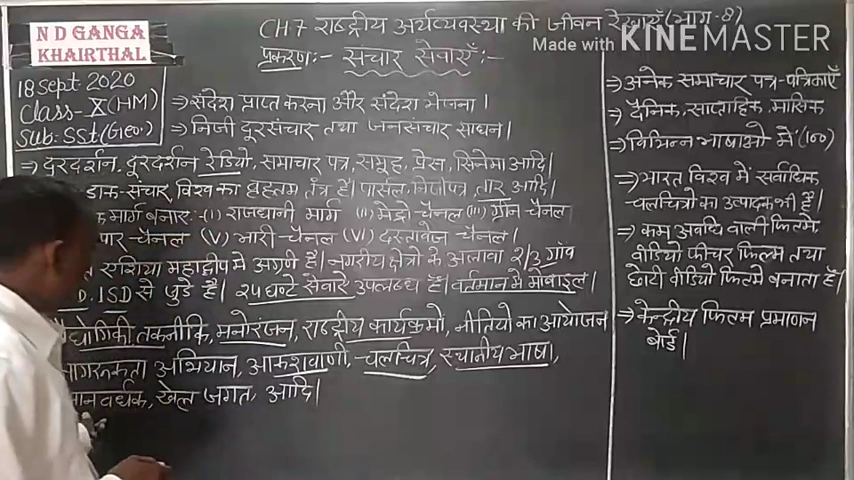 N D GANGA
KHAIRTHAL
CH7 राष्ट्रीय अर्थव्यवस्था की जीवन रेखाएँ (भाग-8)
Made with KINEMASTER
प्रकरण:- संचार सेवाएँ:-
18 Sept. 2020
Class-X(HM)
Sub:-SSt(Geo.)
⇒ संदेश प्राप्त करना और संदेश भेजना।
⇒ निजी दूरसंचार तथा जनसंचार साधन।
⇒ दूरदर्शन. दूरदर्शन रेडियो, समाचार पत्र, समूह, प्रेस, सिनेमा आदि।
डाक-संचार, विश्व का वृहत्तम तंत्र है। पार्सल, निजीपत्र, तार आदि।
क मार्ग बनाए:- (I) राजधानी मार्ग (II) मेट्रो-चैनल (III) ग्रीन चैनल
पार-चैनल (V) भारी-चैनल (VI) दस्तावेज चैनल।
त एशिया महाद्वीप मे अग्रणी है। नगरीय क्षेत्रो के अलावा 2/3 गाँव
D. ISD से जुडे है। 24 घण्टे सेवाएं उपलब्ध है। वर्तमान मे मोबाइल।
द्योगिकी तकनीकि, मनोरंजन, राष्ट्रीय कार्यक्रमो, नीतियो का आयोजन
जागरूकता अभियान, आकाशवाणी, चलचित्र, स्थानीय भाषा,
ज्ञानवर्धक, खेल जगत, आदि।
⇒ अनेक समाचार पत्र-पत्रिकाएँ
⇒ दैनिक, साप्ताहिक, मासिक
⇒ विभिन्न भाषाओ में (100)
⇒ भारत विश्व मे सर्वाधिक
चलचित्रो का उत्पादक भी है।
⇒ कम अवधि वाली फिल्मे,
वीडियो फीचर फिल्म तथा
छोटी वीडियो फिल्मे बनाता है।
⇒ केन्द्रीय फिल्म प्रमाणन
बोर्ड।